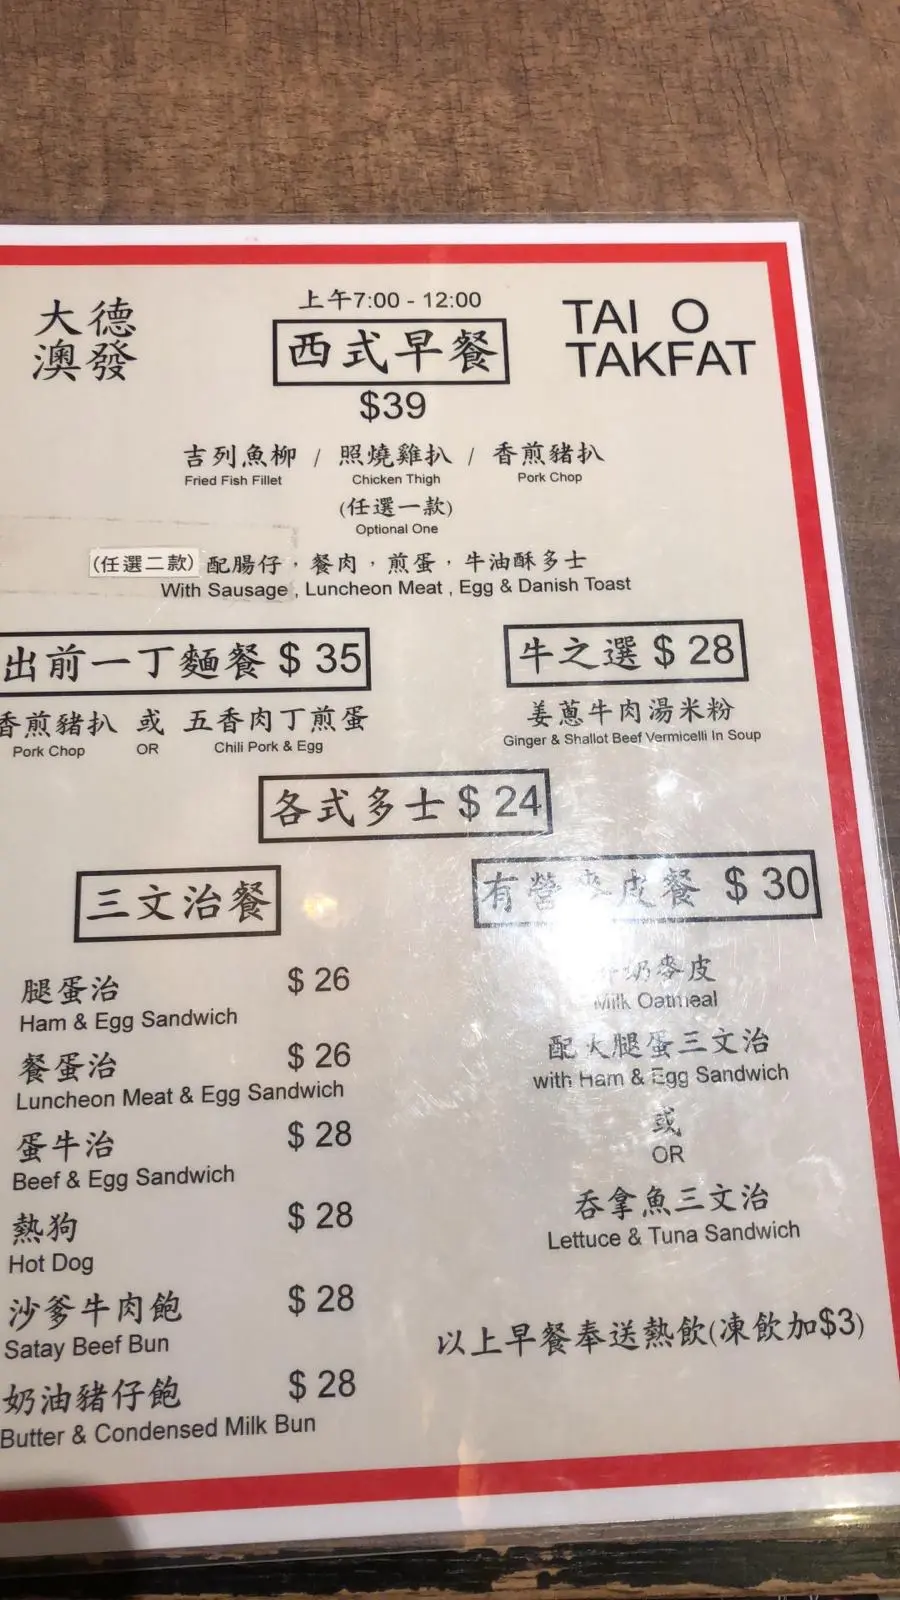 大德
澳發
上午7:00 - 12:00
西式早餐
$39
TAI O
TAKFAT
吉列魚柳 / 照燒雞扒 / 香煎豬扒
Fried Fish Fillet Chicken Thigh Pork Chop
(任選一款)
Optional One
(任選二款) 配腸仔，餐肉，煎蛋，牛油酥多士
With Sausage , Luncheon Meat , Egg & Danish Toast
出前一丁麵餐 $ 35
香煎豬扒 或 五香肉丁煎蛋
Pork Chop OR Chili Pork & Egg
牛之選 $ 28
姜蔥牛肉湯米粉
Ginger & Shallot Beef Vermicelli In Soup
各式多士 $ 24
三文治餐
腿蛋治 $ 26
Ham & Egg Sandwich
餐蛋治 $ 26
Luncheon Meat & Egg Sandwich
蛋牛治 $ 28
Beef & Egg Sandwich
熱狗 $ 28
Hot Dog
沙爹牛肉飽 $ 28
Satay Beef Bun
奶油豬仔飽 $ 28
Butter & Condensed Milk Bun
有營麥皮餐 $ 30
奶麥皮
Milk Oatmeal
配火腿蛋三文治
with Ham & Egg Sandwich
或
OR
吞拿魚三文治
Lettuce & Tuna Sandwich
以上早餐奉送熱飲(凍飲加$3)